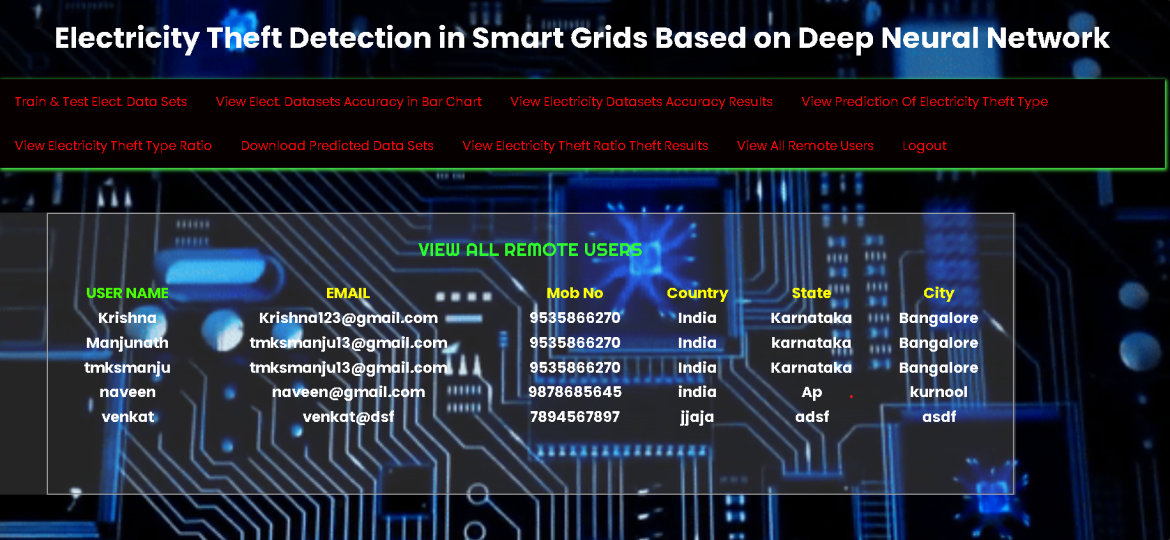 Electricity Theft Detection in Smart Grids Based on Deep Neural Network
Train & Test Elect. Data Sets View Elect. Datasets Accuracy in Bar Chart View Electricity Datasets Accuracy Results View Prediction Of Electricity Theft Type
View Electricity Theft Type Ratio Download Predicted Data Sets View Electricity Theft Ratio Theft Results View All Remote Users Logout
VIEW ALL REMOTE USERS
USER NAME EMAIL Mob No Country State City
Krishna Krishna123@gmail.com 9535866270 India Karnataka Bangalore
Manjunath tmksmanju13@gmail.com 9535866270 India karnataka Bangalore
tmksmanju tmksmanju13@gmail.com 9535866270 India Karnataka Bangalore
naveen naveen@gmail.com 9878685645 india Ap kurnool
venkat venkat@dsf 7894567897 jjaja adsf asdf